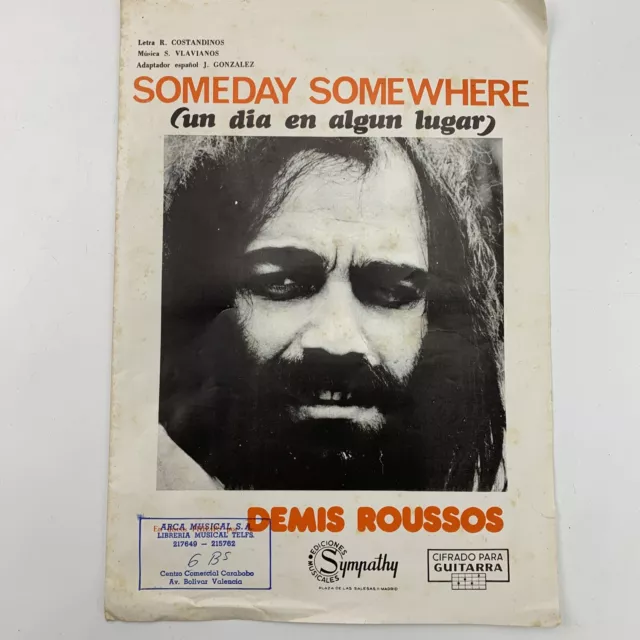 Letra R. COSTANDINOS
Música S. VLAVIANOS
Adaptador español J. GONZALEZ
SOMEDAY SOMEWHERE
(un dia en algun lugar)
DEMIS ROUSSOS
ARCA MUSICAL S.A.
LIBRERIA MUSICAL TELFS.
217649 — 215762
6 Bs
Centro Comercial Carabobo
Av. Bolivar Valencia
EDICIONES
MUSICALES
Sympathy
PLAZA DE LAS SALESAS - MADRID
CIFRADO PARA
GUITARRA